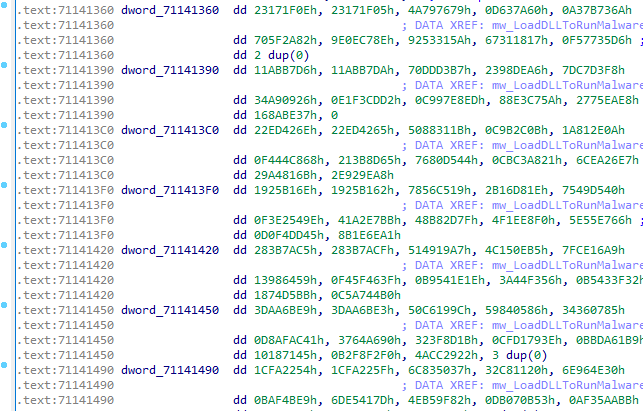 .text:71141360 dword_71141360 dd 23171F0Eh, 23171F05h, 4A797679h, 0D637A60h, 0A37B736Ah
.text:71141360 ; DATA XREF: mw_LoadDLLToRunMalware
.text:71141360 dd 705F2A82h, 9E0EC78Eh, 9253315Ah, 67311817h, 0F57735D6h ;
.text:71141360 dd 2 dup(0)
.text:71141390 dword_71141390 dd 11ABB7D6h, 11ABB7DAh, 70DDD3B7h, 2398DEA6h, 7DC7D3F8h
.text:71141390 ; DATA XREF: mw_LoadDLLToRunMalware
.text:71141390 dd 34A90926h, 0E1F3CDD2h, 0C997E8EDh, 88E3C75Ah, 2775EAE8h
.text:71141390 dd 168ABE37h, 0
.text:711413C0 dword_711413C0 dd 22ED426Eh, 22ED4265h, 5088311Bh, 0C9B2C0Bh, 1A812E0Ah
.text:711413C0 ; DATA XREF: mw_LoadDLLToRunMalware
.text:711413C0 dd 0F444C868h, 213B8D65h, 7680D544h, 0CBC3A821h, 6CEA26E7h
.text:711413C0 dd 29A4816Bh, 2E929EA8h
.text:711413F0 dword_711413F0 dd 1925B16Eh, 1925B162h, 7856C519h, 2B16D81Eh, 7549D540h
.text:711413F0 ; DATA XREF: mw_LoadDLLToRunMalware
.text:711413F0 dd 0F3E2549Eh, 41A2E7BBh, 48B82D7Fh, 4F1EE8F0h, 5E55E766h ;
.text:711413F0 dd 0D0F4DD45h, 8B1E6EA1h
.text:71141420 dword_71141420 dd 283B7AC5h, 283B7ACFh, 514919A7h, 4C150EB5h, 7FCE16A9h
.text:71141420 ; DATA XREF: mw_LoadDLLToRunMalware
.text:71141420 dd 13986459h, 0F45F463Fh, 0B9541E1Eh, 3A44F356h, 0B5433F32h
.text:71141420 dd 1874D5BBh, 0C5A744B0h
.text:71141450 dword_71141450 dd 3DAA6BE9h, 3DAA6BE3h, 50C6199Ch, 59840586h, 34360785h
.text:71141450 ; DATA XREF: mw_LoadDLLToRunMalware
.text:71141450 dd 0D8AFAC41h, 3764A690h, 323F8D1Bh, 0CFD1793Eh, 0BBDA61B9h
.text:71141450 dd 10187145h, 0B2F8F2F0h, 4ACC2922h, 3 dup(0)
.text:71141490 dword_71141490 dd 1CFA2254h, 1CFA225Fh, 6C835037h, 32C81120h, 6E964E30h
.text:71141490 ; DATA XREF: mw_LoadDLLToRunMalware
.text:71141490 dd 0BAF4BE9h, 6DE5417Dh, 4EB59F82h, 0DB070B53h, 0AF35AABBh